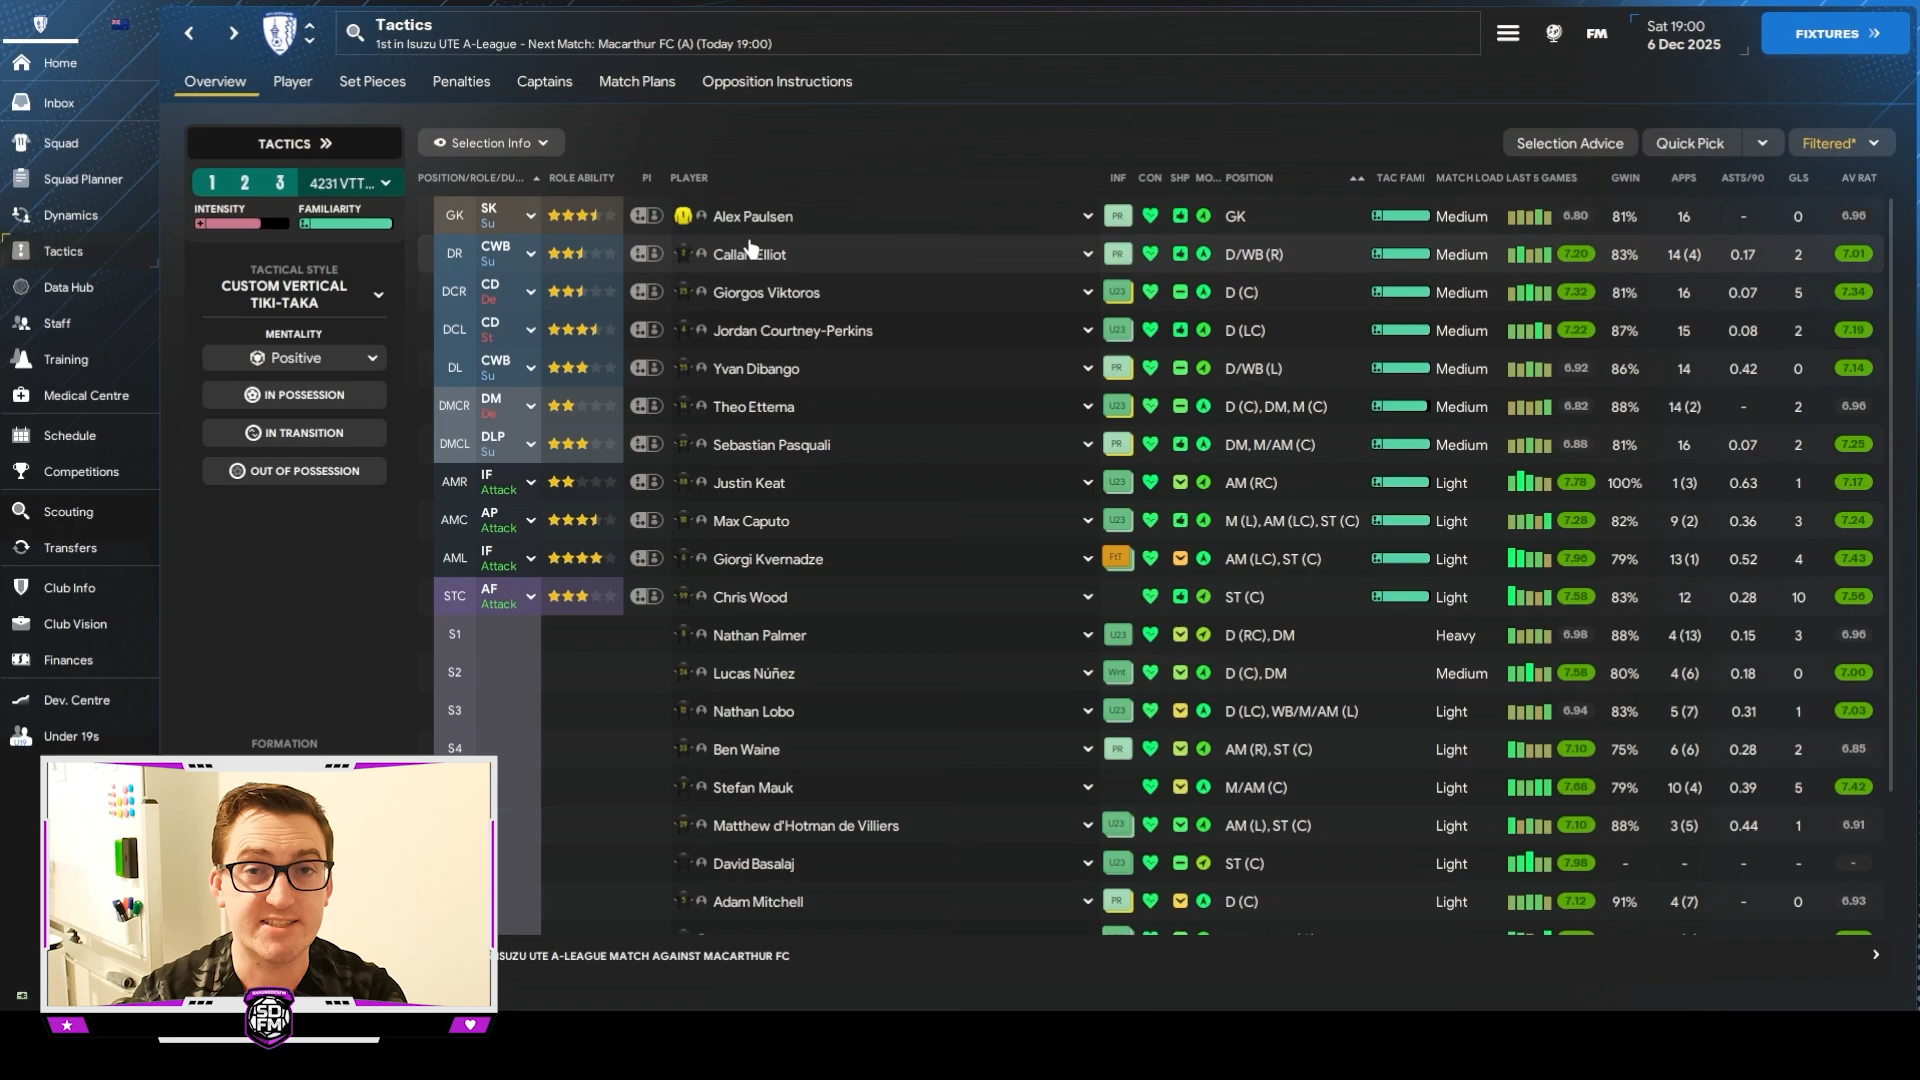 Tactics
1st in Isuzu UTE A-League - Next Match: Macarthur FC (A) (Today 19:00)
FM
Sat 19:00
6 Dec 2025
FIXTURES
Home
Inbox
Squad
Squad Planner
Dynamics
Tactics
Data Hub
Staff
Training
Medical Centre
Schedule
Competitions
Scouting
Transfers
Club Info
Club Vision
Finances
Dev. Centre
Under 19s
Overview Player Set Pieces Penalties Captains Match Plans Opposition Instructions
TACTICS
1 2 3 4231 VTT...
INTENSITY FAMILIARITY
TACTICAL STYLE
CUSTOM VERTICAL
TIKI-TAKA
MENTALITY
Positive
IN POSSESSION
IN TRANSITION
OUT OF POSSESSION
FORMATION
Selection Info
Selection Advice Quick Pick Filtered*
POSITION/ROLE/DU... ROLE ABILITY PI PLAYER INF CON SHP MO... POSITION TAC FAMI MATCH LOAD LAST 5 GAMES GWIN APPS ASTS/90 GLS AV RAT
GK SK Su Alex Paulsen PR GK Medium 6.80 81% 16 - 0 6.96
DR CWB Su Callan Elliot PR D/WB (R) Medium 7.20 83% 14 (4) 0.17 2 7.01
DCR CD De Giorgos Viktoros U23 D (C) Medium 7.32 81% 16 0.07 5 7.34
DCL CD St Jordan Courtney-Perkins U23 D (LC) Medium 7.22 87% 15 0.08 2 7.19
DL CWB Su Yvan Dibango PR D/WB (L) Medium 6.92 86% 14 0.42 0 7.14
DMCR DM De Theo Ettema U23 D (C), DM, M (C) Medium 6.82 88% 14 (2) - 2 6.96
DMCL DLP Su Sebastian Pasquali PR DM, M/AM (C) Medium 6.88 81% 16 0.07 2 7.25
AMR IF Attack Justin Keat U23 AM (RC) Light 7.78 100% 1 (3) 0.63 1 7.17
AMC AP Attack Max Caputo U23 M (L), AM (LC), ST (C) Light 7.28 82% 9 (2) 0.36 3 7.24
AML IF Attack Giorgi Kvernadze FtT AM (LC), ST (C) Light 7.96 79% 13 (1) 0.52 4 7.43
STC AF Attack Chris Wood ST (C) Light 7.58 83% 12 0.28 10 7.56
S1 Nathan Palmer U23 D (RC), DM Heavy 6.98 88% 4 (13) 0.15 3 6.96
S2 Lucas Núñez Wnt D (C), DM Medium 7.58 80% 4 (6) 0.18 0 7.00
S3 Nathan Lobo U23 D (LC), WB/M/AM (L) Light 6.94 83% 5 (7) 0.31 1 7.03
S4 Ben Waine PR AM (R), ST (C) Light 7.10 75% 6 (6) 0.28 2 6.85
Stefan Mauk M/AM (C) Light 7.68 79% 10 (4) 0.39 5 7.42
Matthew d'Hotman de Villiers U23 AM (L), ST (C) Light 7.10 88% 3 (5) 0.44 1 6.91
David Basalaj U23 ST (C) Light 7.98 - - - - -
Adam Mitchell PR D (C) Light 7.12 91% 4 (7) - 0 6.93
SUZU UTE A-LEAGUE MATCH AGAINST MACARTHUR FC
SD
FM